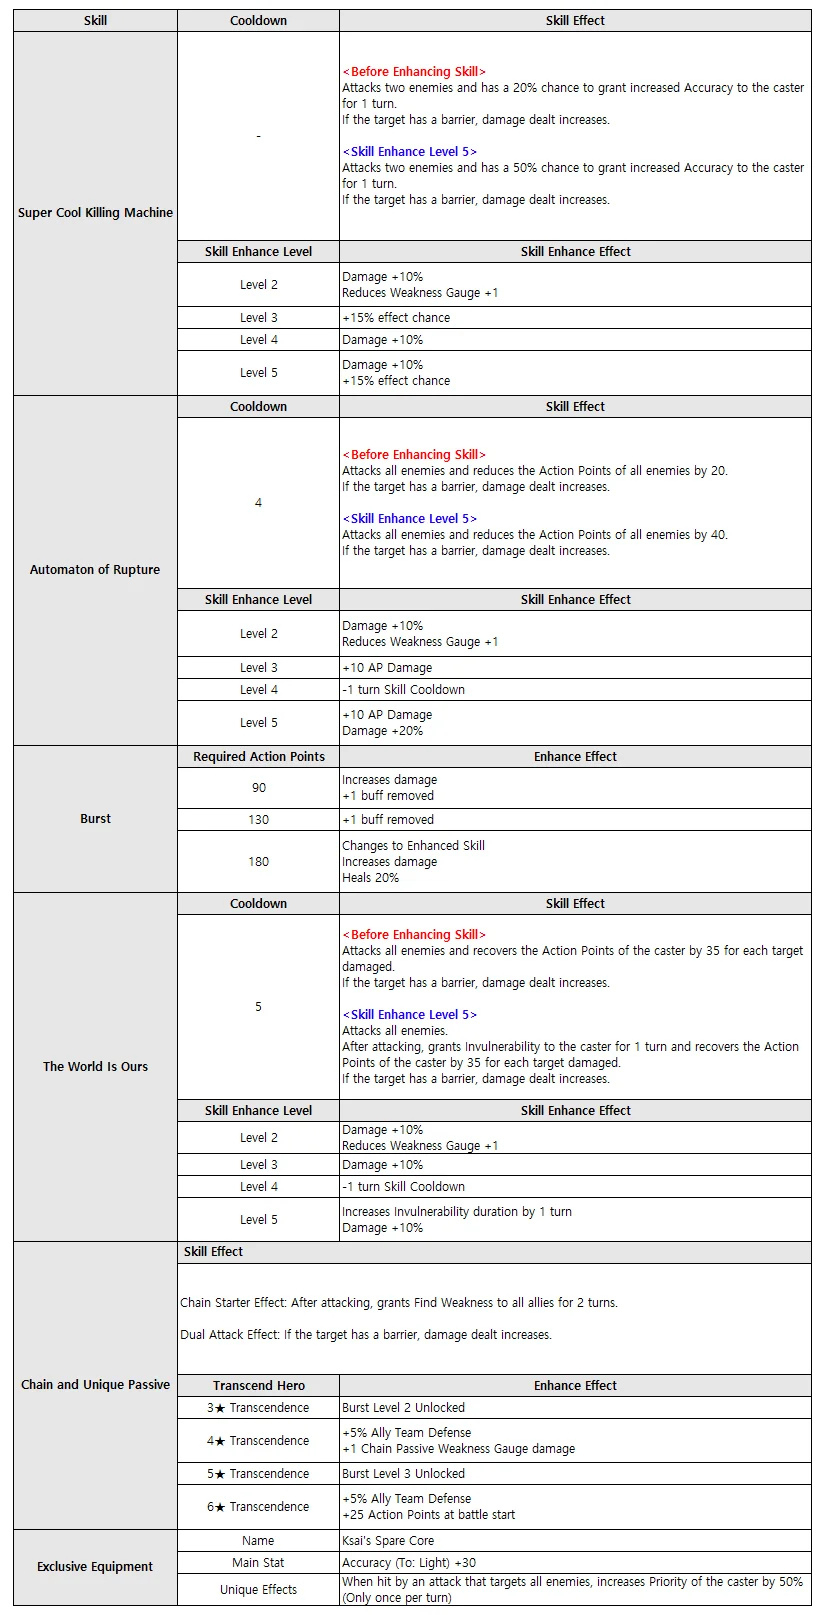 Skill Cooldown Skill Effect
Super Cool Killing Machine
-
<Before Enhancing Skill>
Attacks two enemies and has a 20% chance to grant increased Accuracy to the caster
for 1 turn.
If the target has a barrier, damage dealt increases.
<Skill Enhance Level 5>
Attacks two enemies and has a 50% chance to grant increased Accuracy to the caster
for 1 turn.
If the target has a barrier, damage dealt increases.
Skill Enhance Level Skill Enhance Effect
Level 2
Damage +10%
Reduces Weakness Gauge +1
Level 3 +15% effect chance
Level 4 Damage +10%
Level 5
Damage +10%
+15% effect chance
Automaton of Rupture
Cooldown Skill Effect
4
<Before Enhancing Skill>
Attacks all enemies and reduces the Action Points of all enemies by 20.
If the target has a barrier, damage dealt increases.
<Skill Enhance Level 5>
Attacks all enemies and reduces the Action Points of all enemies by 40.
If the target has a barrier, damage dealt increases.
Skill Enhance Level Skill Enhance Effect
Level 2
Damage +10%
Reduces Weakness Gauge +1
Level 3 +10 AP Damage
Level 4 -1 turn Skill Cooldown
Level 5
+10 AP Damage
Damage +20%
Burst
Required Action Points Enhance Effect
90
Increases damage
+1 buff removed
130 +1 buff removed
180
Changes to Enhanced Skill
Increases damage
Heals 20%
The World Is Ours
Cooldown Skill Effect
5
<Before Enhancing Skill>
Attacks all enemies and recovers the Action Points of the caster by 35 for each target
damaged.
If the target has a barrier, damage dealt increases.
<Skill Enhance Level 5>
Attacks all enemies.
After attacking, grants Invulnerability to the caster for 1 turn and recovers the Action
Points of the caster by 35 for each target damaged.
If the target has a barrier, damage dealt increases.
Skill Enhance Level Skill Enhance Effect
Level 2
Damage +10%
Reduces Weakness Gauge +1
Level 3 Damage +10%
Level 4 -1 turn Skill Cooldown
Level 5
Increases Invulnerability duration by 1 turn
Damage +10%
Chain and Unique Passive
Skill Effect
Chain Starter Effect: After attacking, grants Find Weakness to all allies for 2 turns.
Dual Attack Effect: If the target has a barrier, damage dealt increases.
Transcend Hero Enhance Effect
3★ Transcendence Burst Level 2 Unlocked
4★ Transcendence
+5% Ally Team Defense
+1 Chain Passive Weakness Gauge damage
5★ Transcendence Burst Level 3 Unlocked
6★ Transcendence
+5% Ally Team Defense
+25 Action Points at battle start
Exclusive Equipment
Name Ksai's Spare Core
Main Stat Accuracy (To: Light) +30
Unique Effects
When hit by an attack that targets all enemies, increases Priority of the caster by 50%
(Only once per turn)